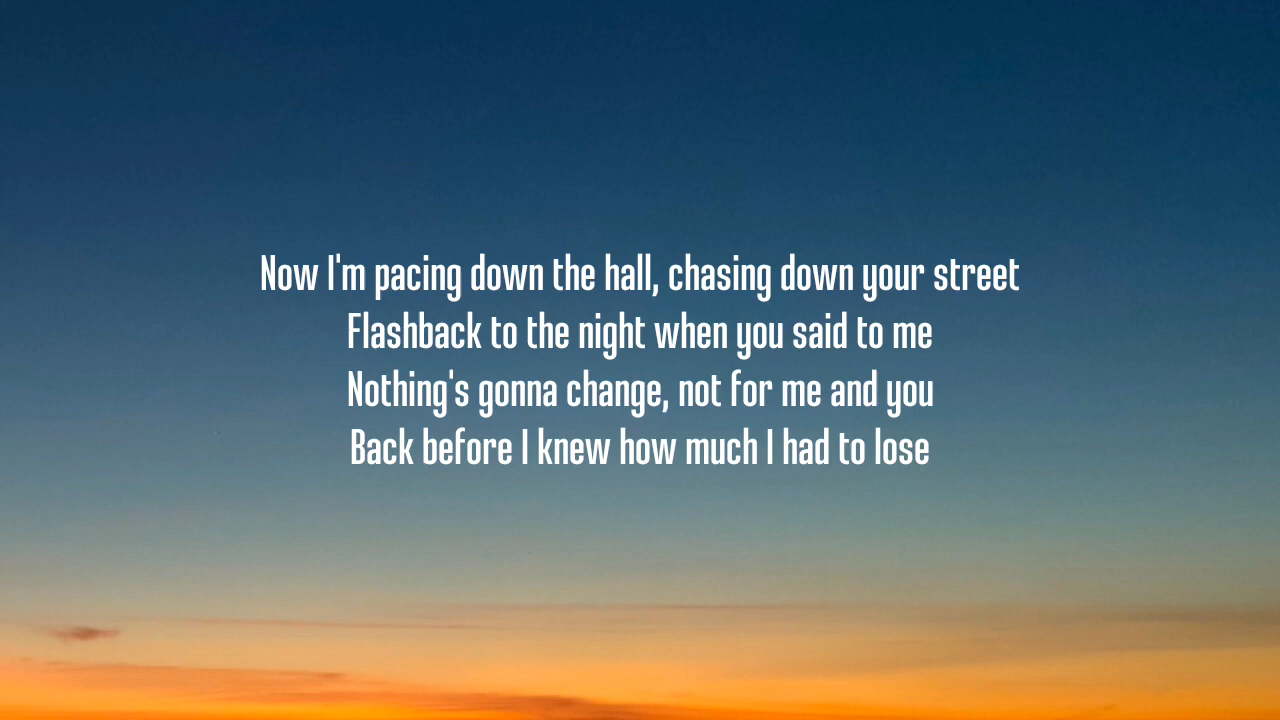 Now I'm pacing down the hall, chasing down your street
Flashback to the night when you said to me
Nothing's gonna change, not for me and you
Back before I knew how much I had to lose